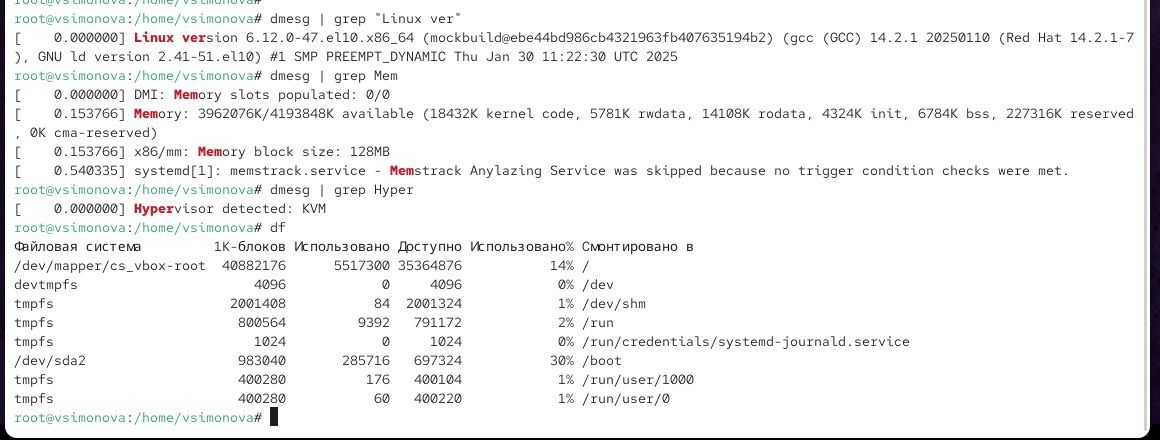 root@vsimonova:/home/vsimonova# dmesg | grep "Linux ver"
[    0.000000] Linux version 6.12.0-47.el10.x86_64 (mockbuild@ebe44bd986cb4321963fb407635194b2) (gcc (GCC) 14.2.1 20250110 (Red Hat 14.2.1-7
), GNU ld version 2.41-51.el10) #1 SMP PREEMPT_DYNAMIC Thu Jan 30 11:22:30 UTC 2025
root@vsimonova:/home/vsimonova# dmesg | grep Mem
[    0.000000] DMI: Memory slots populated: 0/0
[    0.153766] Memory: 3962076K/4193848K available (18432K kernel code, 5781K rwdata, 14108K rodata, 4324K init, 6784K bss, 227316K reserved
, 0K cma-reserved)
[    0.153766] x86/mm: Memory block size: 128MB
[    0.540335] systemd[1]: memstrack.service - Memstrack Anylazing Service was skipped because no trigger condition checks were met.
root@vsimonova:/home/vsimonova# dmesg | grep Hyper
[    0.000000] Hypervisor detected: KVM
root@vsimonova:/home/vsimonova# df
Файловая система         1K-блоков Использовано Доступно Использовано% Смонтировано в
/dev/mapper/cs_vbox-root  40882176      5517300 35364876           14% /
devtmpfs                      4096            0     4096            0% /dev
tmpfs                      2001408           84  2001324            1% /dev/shm
tmpfs                       800564         9392   791172            2% /run
tmpfs                         1024            0     1024            0% /run/credentials/systemd-journald.service
/dev/sda2                   983040       285716   697324           30% /boot
tmpfs                       400280          176   400104            1% /run/user/1000
tmpfs                       400280           60   400220            1% /run/user/0
root@vsimonova:/home/vsimonova#